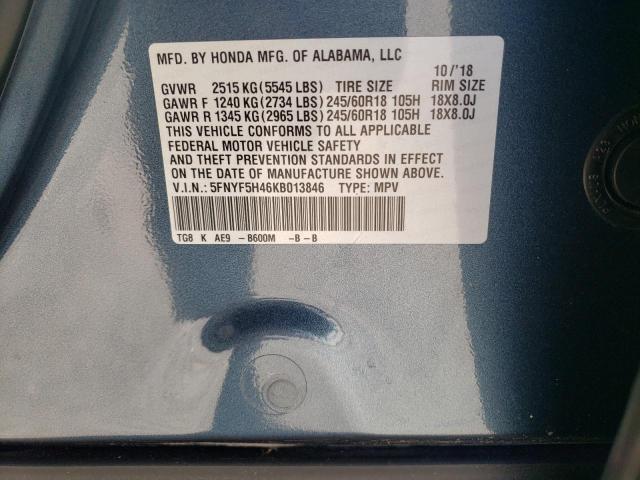 MFD. BY HONDA MFG. OF ALABAMA, LLC
10/'18
GVWR 2515 KG (5545 LBS) TIRE SIZE RIM SIZE
GAWR F 1240 KG (2734 LBS) 245/60R18 105H 18X8.0J
GAWR R 1345 KG (2965 LBS) 245/60R18 105H 18X8.0J
THIS VEHICLE CONFORMS TO ALL APPLICABLE
FEDERAL MOTOR VEHICLE SAFETY
AND THEFT PREVENTION STANDARDS IN EFFECT
ON THE DATE OF MANUFACTURE SHOWN ABOVE.
V.I.N.: 5FNYF5H46KB013846 TYPE: MPV
TG8 K AE9 -B600M -B-B